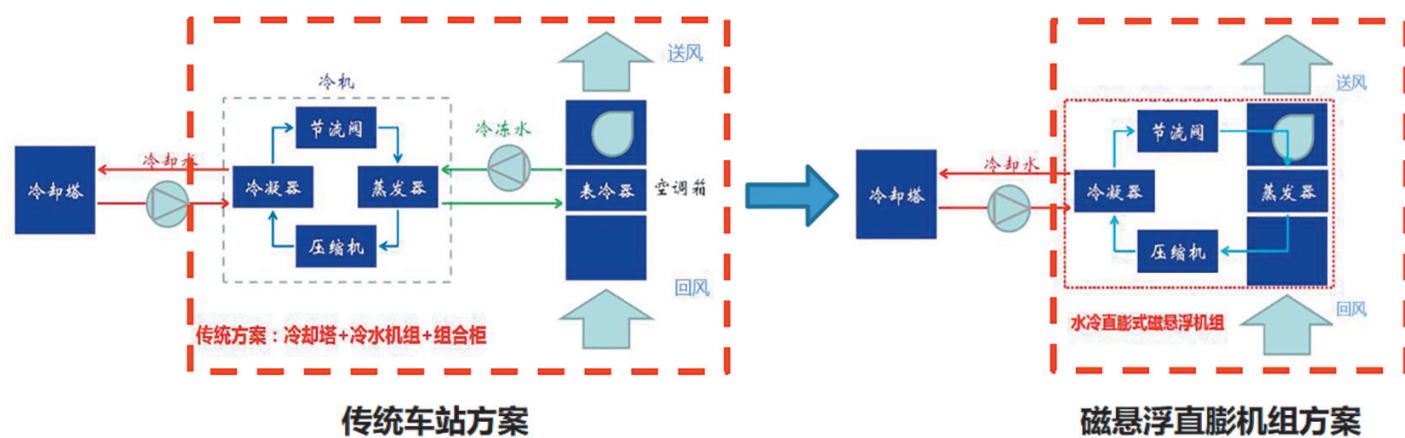 送风
冷机
节流阀
冷冻水
冷却水
冷却塔
冷凝器
蒸发器
表冷器
空调箱
压缩机
回风
传统方案：冷却塔+冷水机组+组合柜
传统车站方案
送风
节流阀
冷却水
冷却塔
冷凝器
蒸发器
压缩机
回风
水冷直膨式磁悬浮机组
磁悬浮直膨机组方案